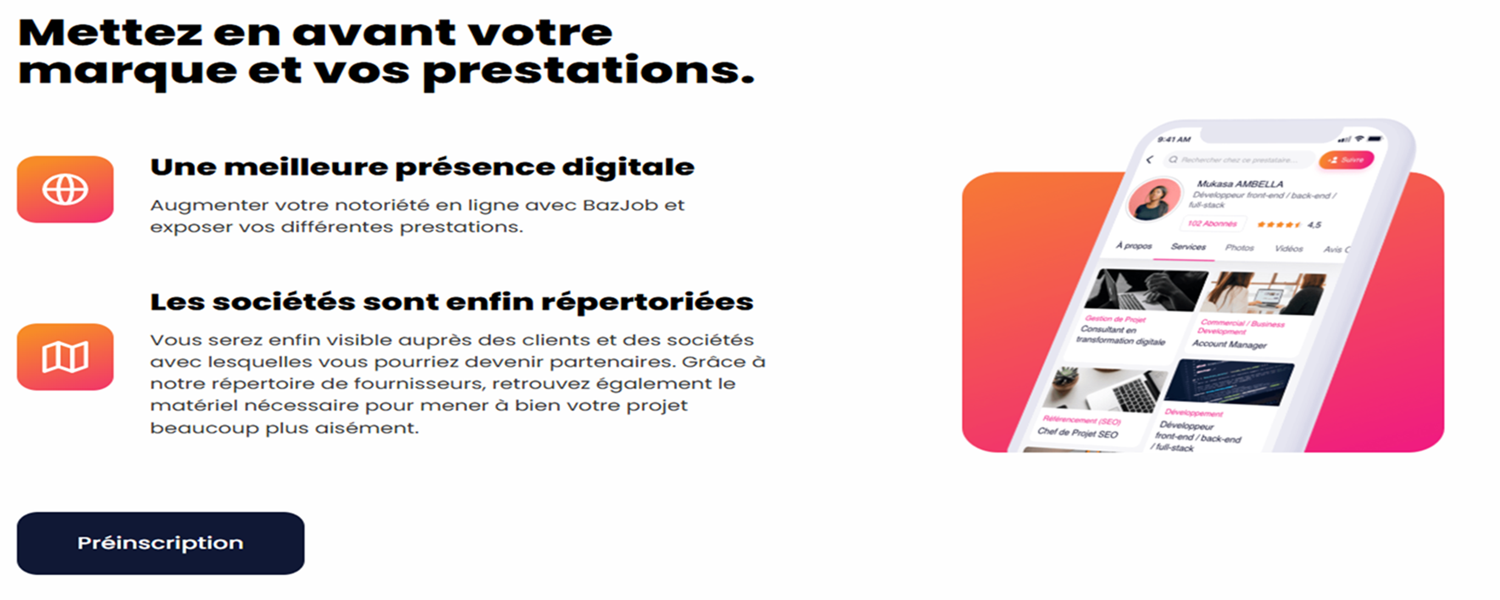 Mettez en avant votre
marque et vos prestations.
Une meilleure présence digitale
Augmenter votre notoriété en ligne avec BazJob et
exposer vos différentes prestations.
Les sociétés sont enfin répertoriées
Vous serez enfin visible auprès des clients et des sociétés
avec lesquelles vous pourriez devenir partenaires. Grâce à
notre répertoire de fournisseurs, retrouvez également le
matériel nécessaire pour mener à bien votre projet
beaucoup plus aisément.
Préinscription
9:41 AM
Rechercher chez ce prestataire...
Suivre
Mukasa AMBELLA
Développeur front-end / back-end /
full-stack
102 Abonnés 4,5
À propos Services Photos Vidéos Avis C
Gestion de Projet
Consultant en
transformation digitale
Commercial / Business
Development
Account Manager
Référencement (SEO)
Chef de Projet SEO
Développement
Développeur
front-end / back-end
/ full-stack